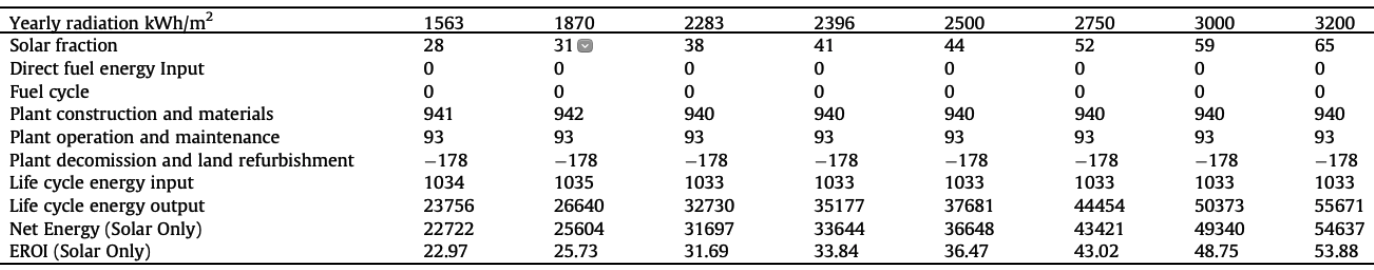 Yearly radiation kWh/m² 1563 1870 2283 2396 2500 2750 3000 3200
Solar fraction 28 31 38 41 44 52 59 65
Direct fuel energy Input 0 0 0 0 0 0 0 0
Fuel cycle 0 0 0 0 0 0 0 0
Plant construction and materials 941 942 940 940 940 940 940 940
Plant operation and maintenance 93 93 93 93 93 93 93 93
Plant decomission and land refurbishment −178 −178 −178 −178 −178 −178 −178 −178
Life cycle energy input 1034 1035 1033 1033 1033 1033 1033 1033
Life cycle energy output 23756 26640 32730 35177 37681 44454 50373 55671
Net Energy (Solar Only) 22722 25604 31697 33644 36648 43421 49340 54637
EROI (Solar Only) 22.97 25.73 31.69 33.84 36.47 43.02 48.75 53.88